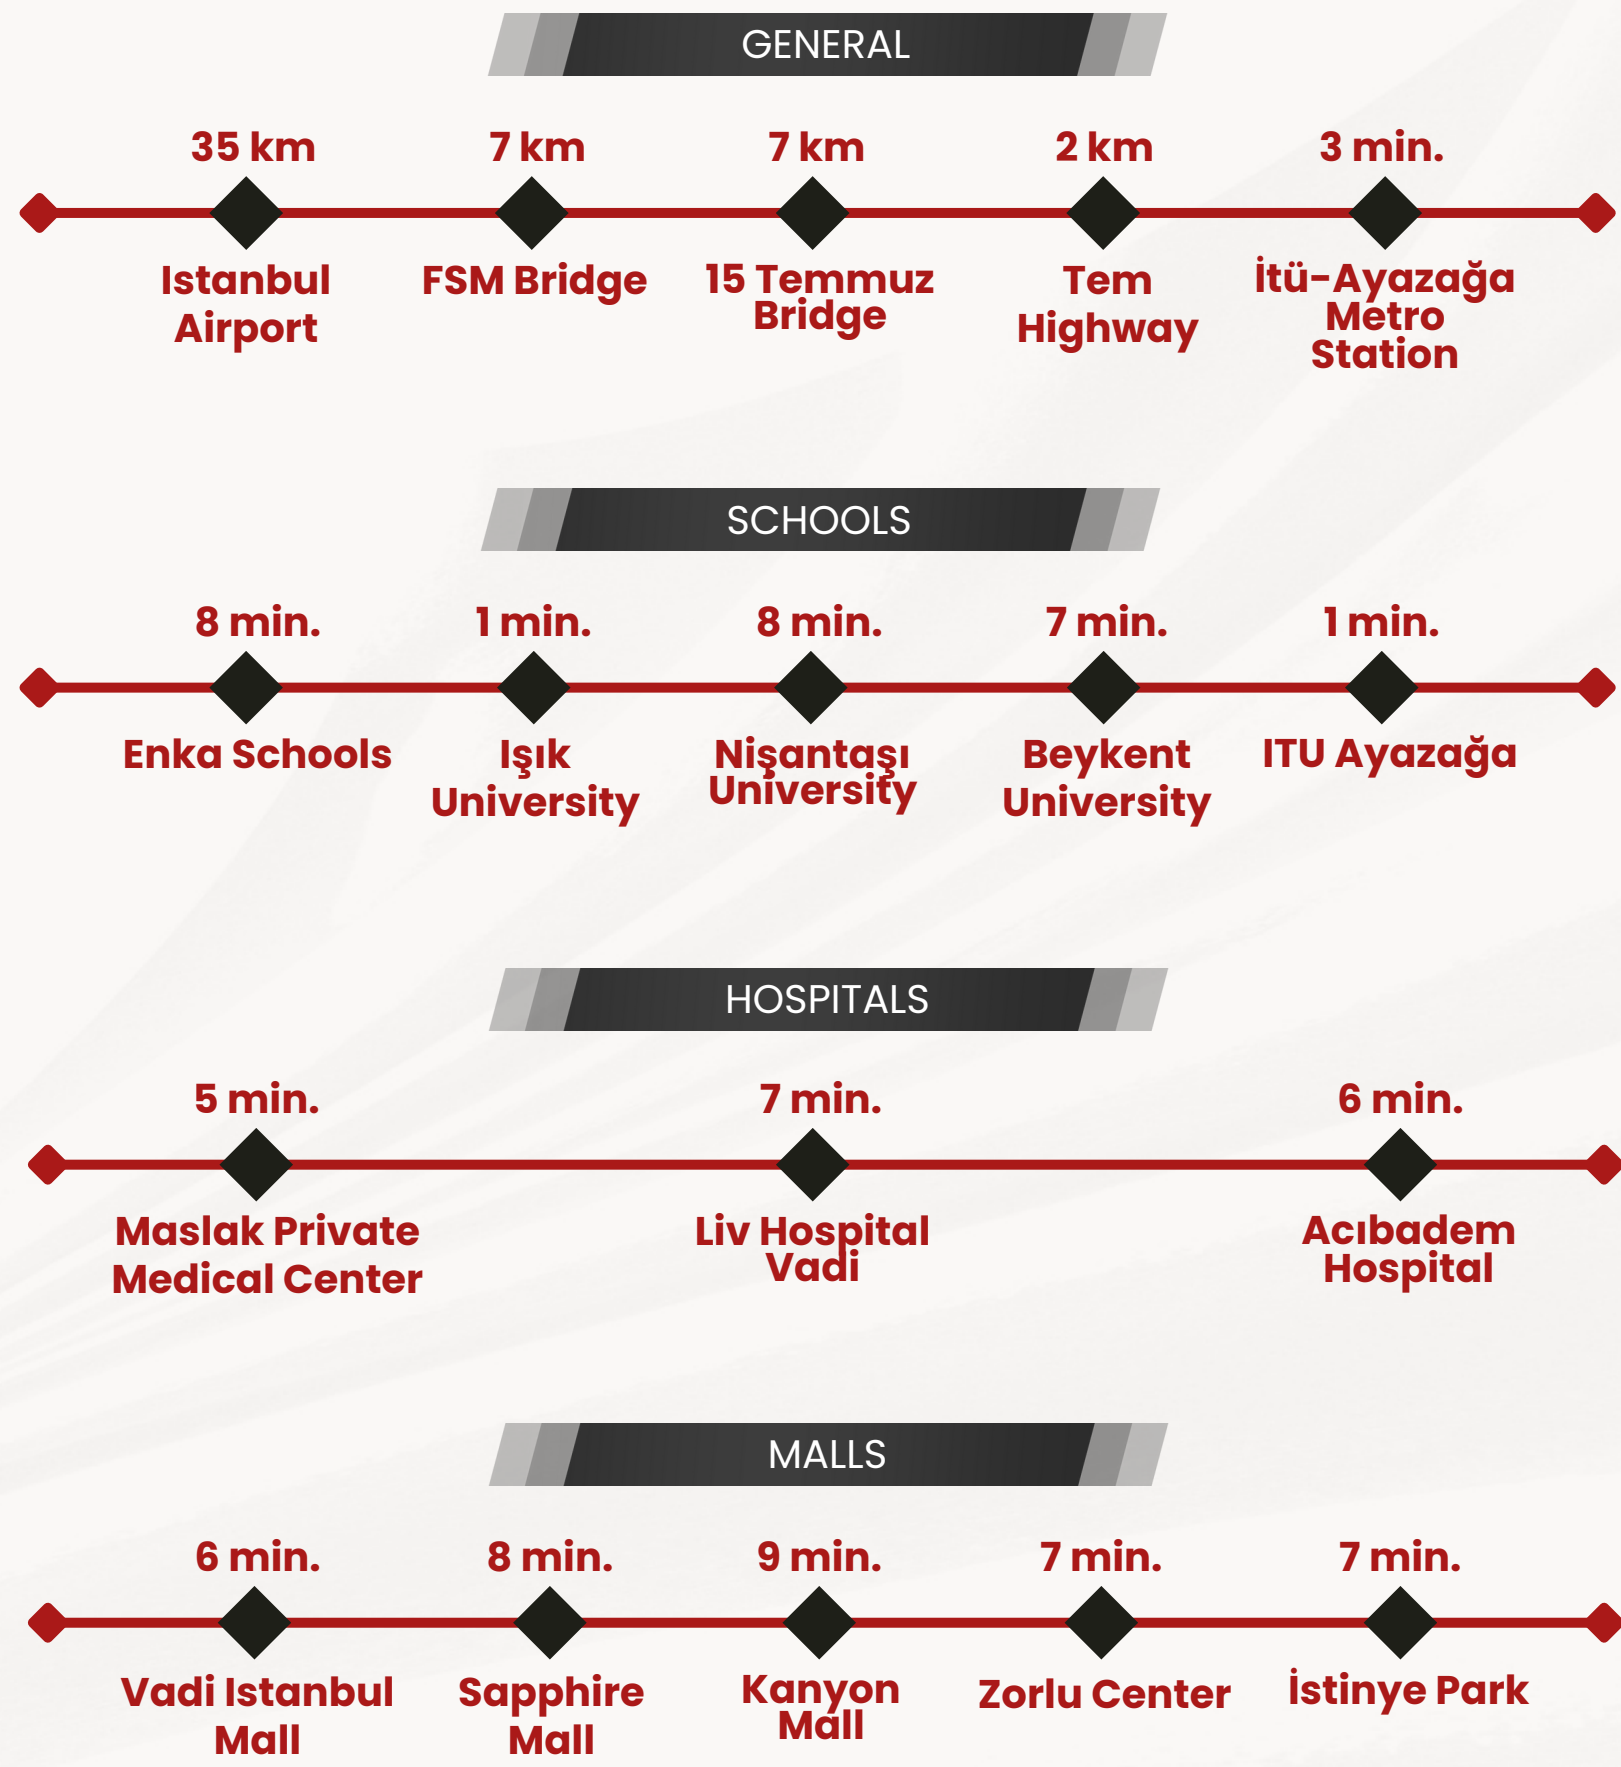 GENERAL
35 km
7 km
7 km
2 km
3 min.
Istanbul
Airport
FSM Bridge
15 Temmuz
Bridge
Tem
Highway
İtü-Ayazağa
Metro
Station
SCHOOLS
8 min.
1 min.
8 min.
7 min.
1 min.
Enka Schools
Işık
University
Nişantaşı
University
Beykent
University
ITU Ayazağa
HOSPITALS
5 min.
7 min.
6 min.
Maslak Private
Medical Center
Liv Hospital
Vadi
Acıbadem
Hospital
MALLS
6 min.
8 min.
9 min.
7 min.
7 min.
Vadi Istanbul
Mall
Sapphire
Mall
Kanyon
Mall
Zorlu Center
İstinye Park